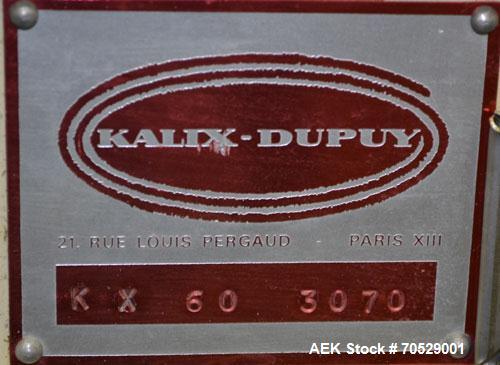 KALIX-DUPUY
21. RUE LOUIS PERGAUD - PARIS XIII
KX 60 3070
AEK Stock # 70529001